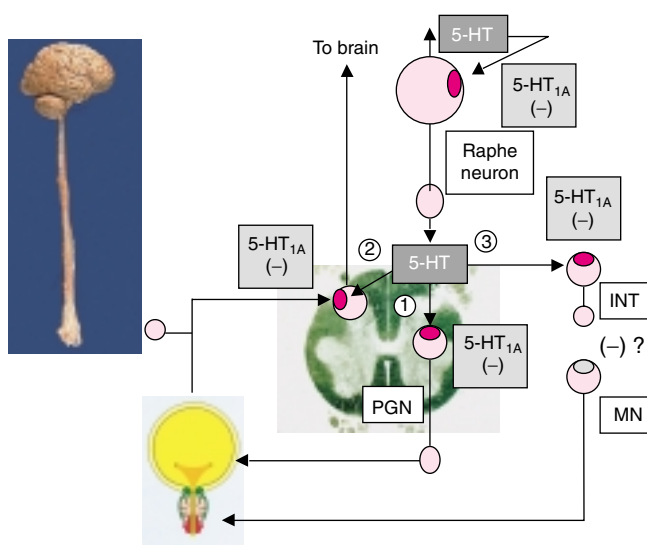 5-HT
To brain
5-HT1A
(–)
Raphe
neuron
5-HT1A
(–)
5-HT1A
(–)
②
③
5-HT
①
INT
5-HT1A
(–)
(–) ?
PGN
MN